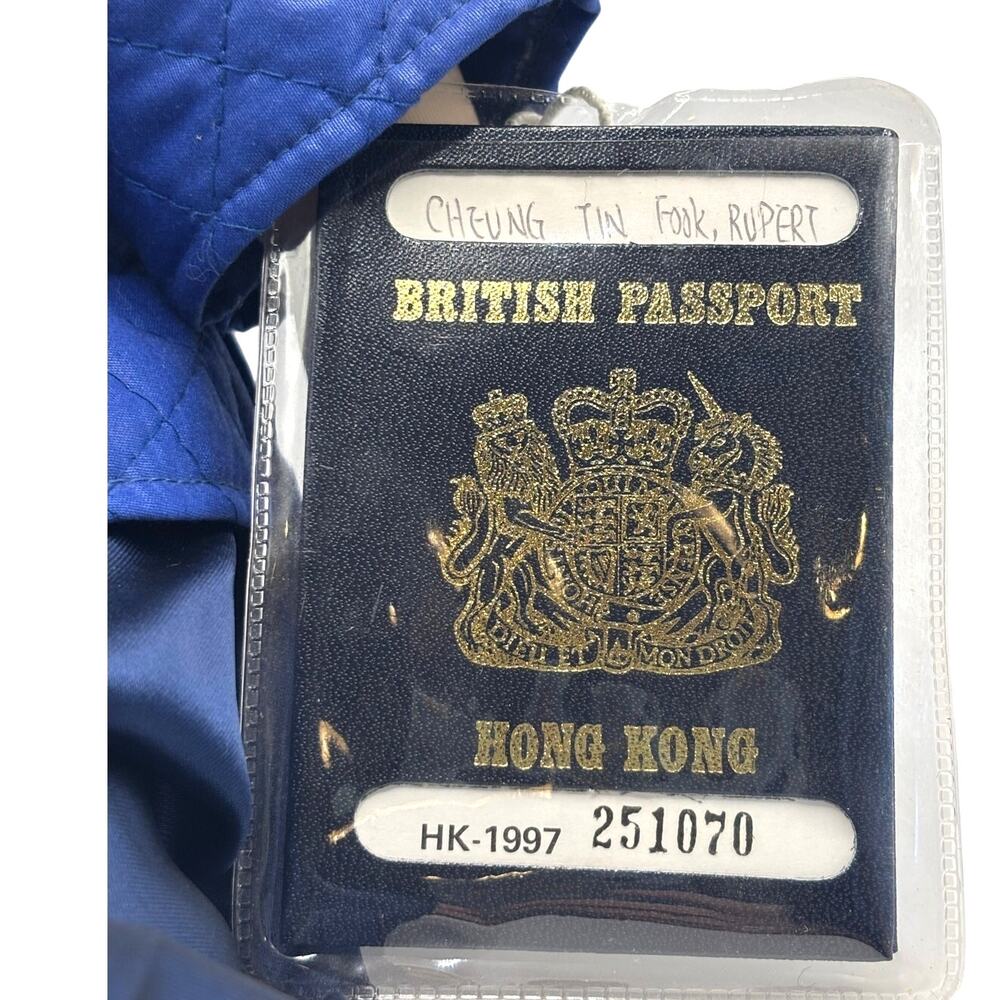 CHEUNG TIN FOOK, RUPERT
BRITISH PASSPORT
DIEU ET MON DROIT
HONG KONG
HK-1997 251070